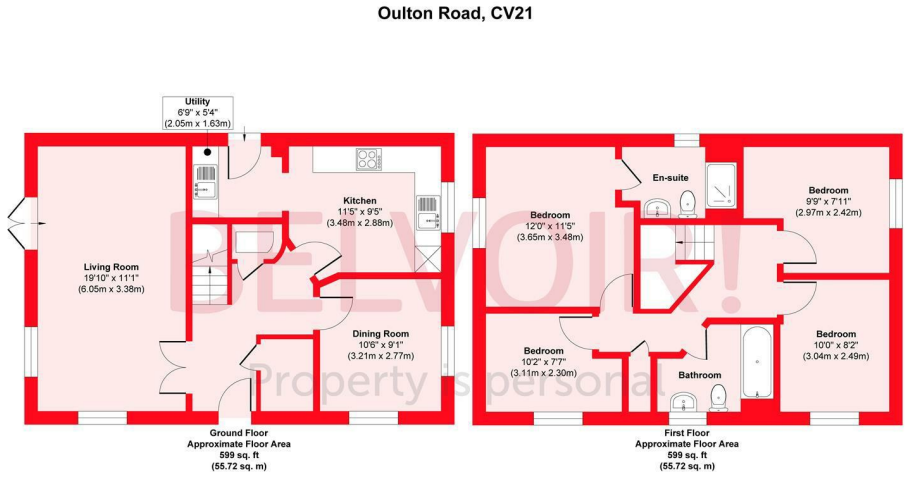 Oulton Road, CV21
Utility
6'9" x 5'4"
(2.05m x 1.63m)
Kitchen
11'5" x 9'5"
(3.48m x 2.88m)
Living Room
19'10" x 11'1"
(6.05m x 3.38m)
Dining Room
10'6" x 9'1"
(3.21m x 2.77m)
Ground Floor
Approximate Floor Area
599 sq. ft
(55.72 sq. m)
En-suite
Bedroom
9'9" x 7'11"
(2.97m x 2.42m)
Bedroom
12'0" x 11'5"
(3.65m x 3.48m)
Bedroom
10'2" x 7'7"
(3.11m x 2.30m)
Bathroom
Bedroom
10'0" x 8'2"
(3.04m x 2.49m)
First Floor
Approximate Floor Area
599 sq. ft
(55.72 sq. m)
BELVOIR!
Property is personal